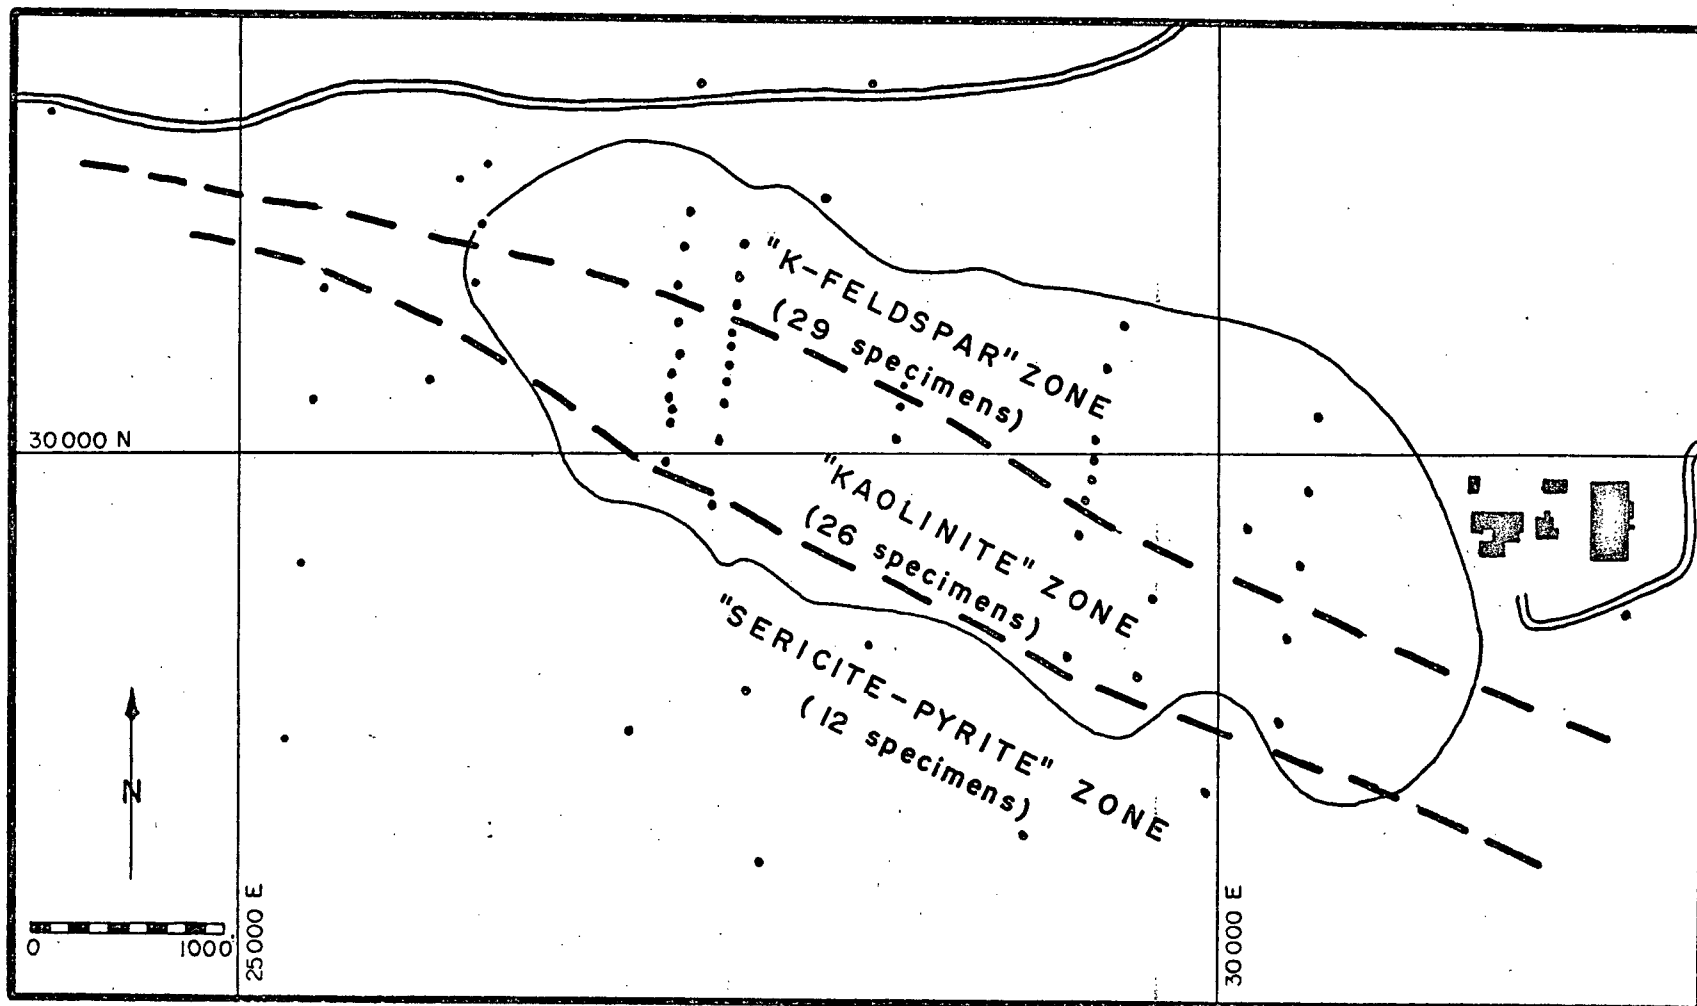 "K-FELDSPAR" ZONE
(29 specimens)
30000 N
"KAOLINITE" ZONE
(26 specimens)
"SERICITE-PYRITE" ZONE
(12 specimens)
N
0 1000
25000 E
30000 E